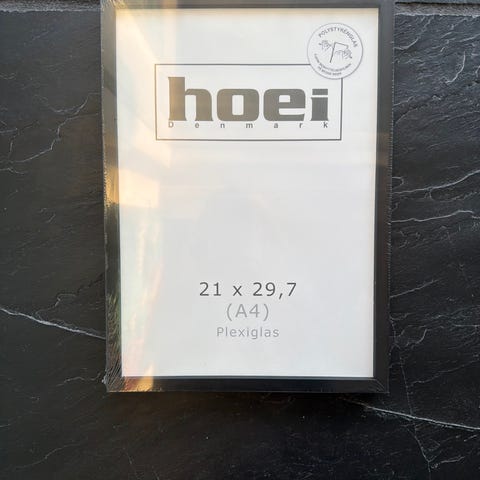 POLYSTYRENGLAS
hoei
Denmark
21 x 29,7
(A4)
Plexiglas